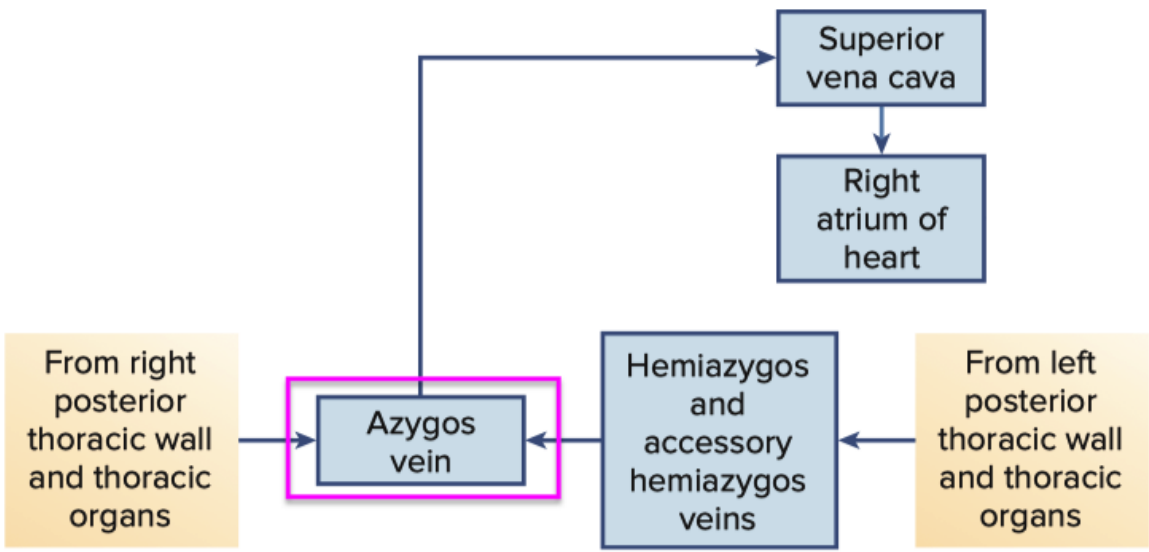 Superior
vena cava
Right
atrium of
heart
From right
posterior
thoracic wall
and thoracic
organs
Azygos
vein
Hemiazygos
and
accessory
hemiazygos
veins
From left
posterior
thoracic wall
and thoracic
organs